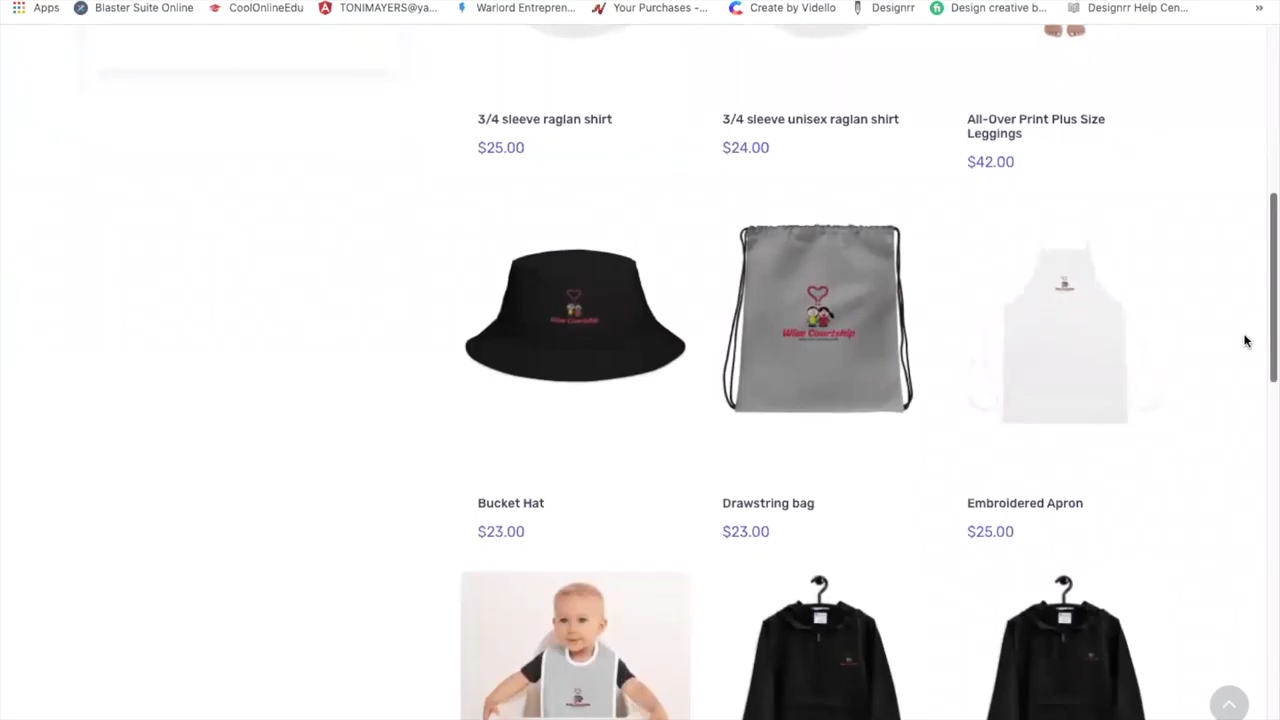 Apps Blaster Suite Online CoolOnlineEdu TONIMAYERS@ya... Warlord Entrepren... Your Purchases -... Create by Vidello Designrr Design creative b... Designrr Help Cen... »
3/4 sleeve raglan shirt
$25.00
3/4 sleeve unisex raglan shirt
$24.00
All-Over Print Plus Size
Leggings
$42.00
Wise Courtship
Wise Courtship
Bucket Hat
$23.00
Drawstring bag
$23.00
Embroidered Apron
$25.00